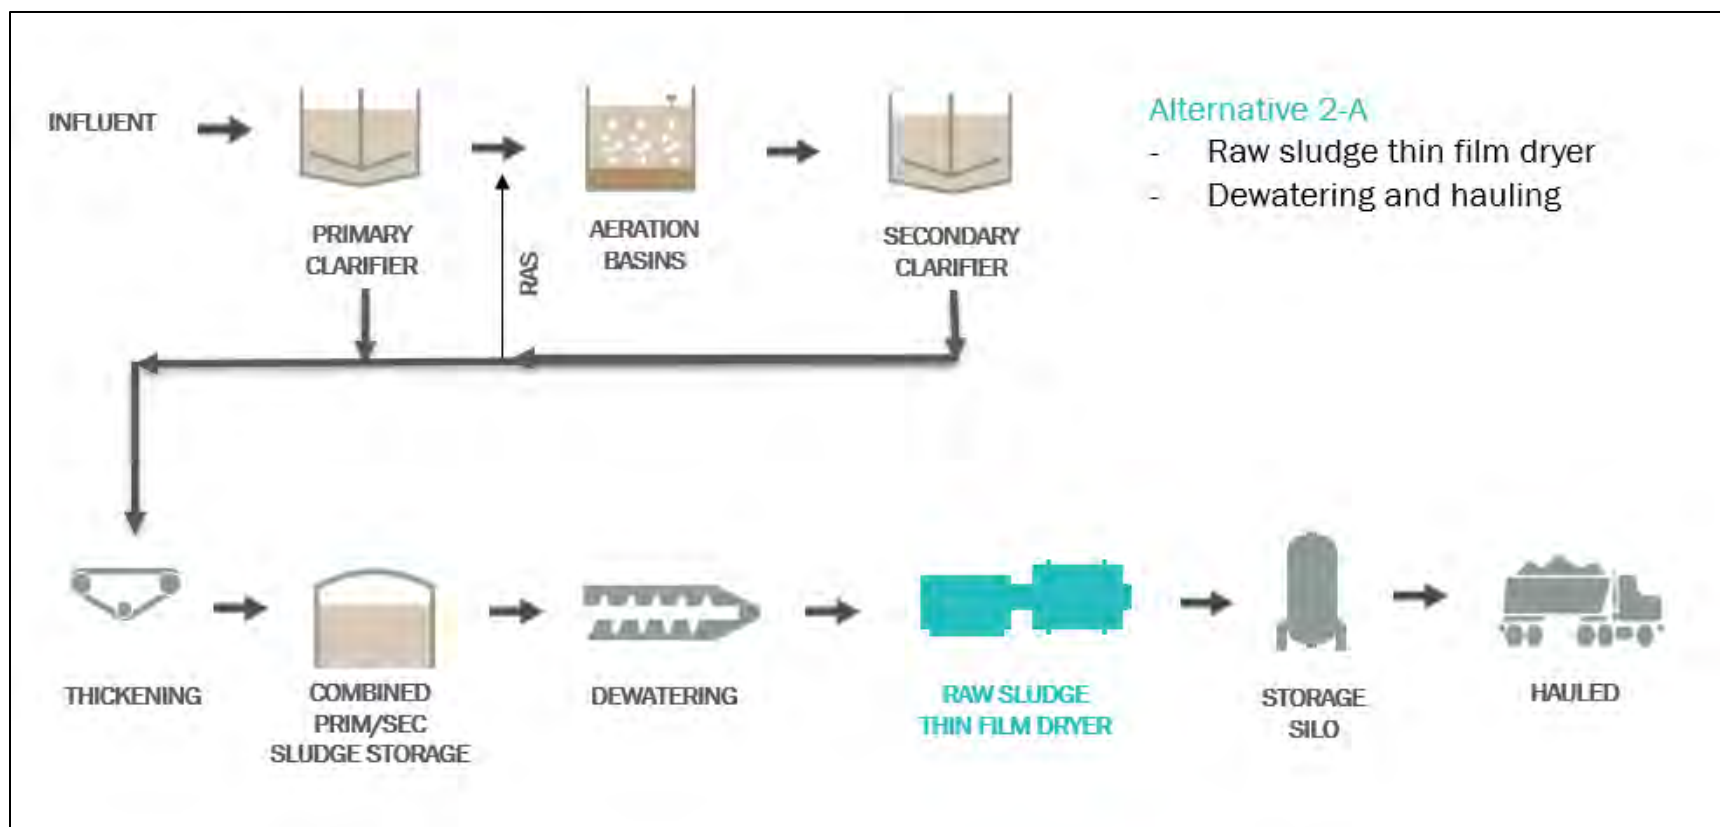 INFLUENT
PRIMARY
CLARIFIER
RAS
AERATION
BASINS
SECONDARY
CLARIFIER
Alternative 2-A
- Raw sludge thin film dryer
- Dewatering and hauling
THICKENING
COMBINED
PRIM/SEC
SLUDGE STORAGE
DEWATERING
RAW SLUDGE
THIN FILM DRYER
STORAGE
SILO
HAULED